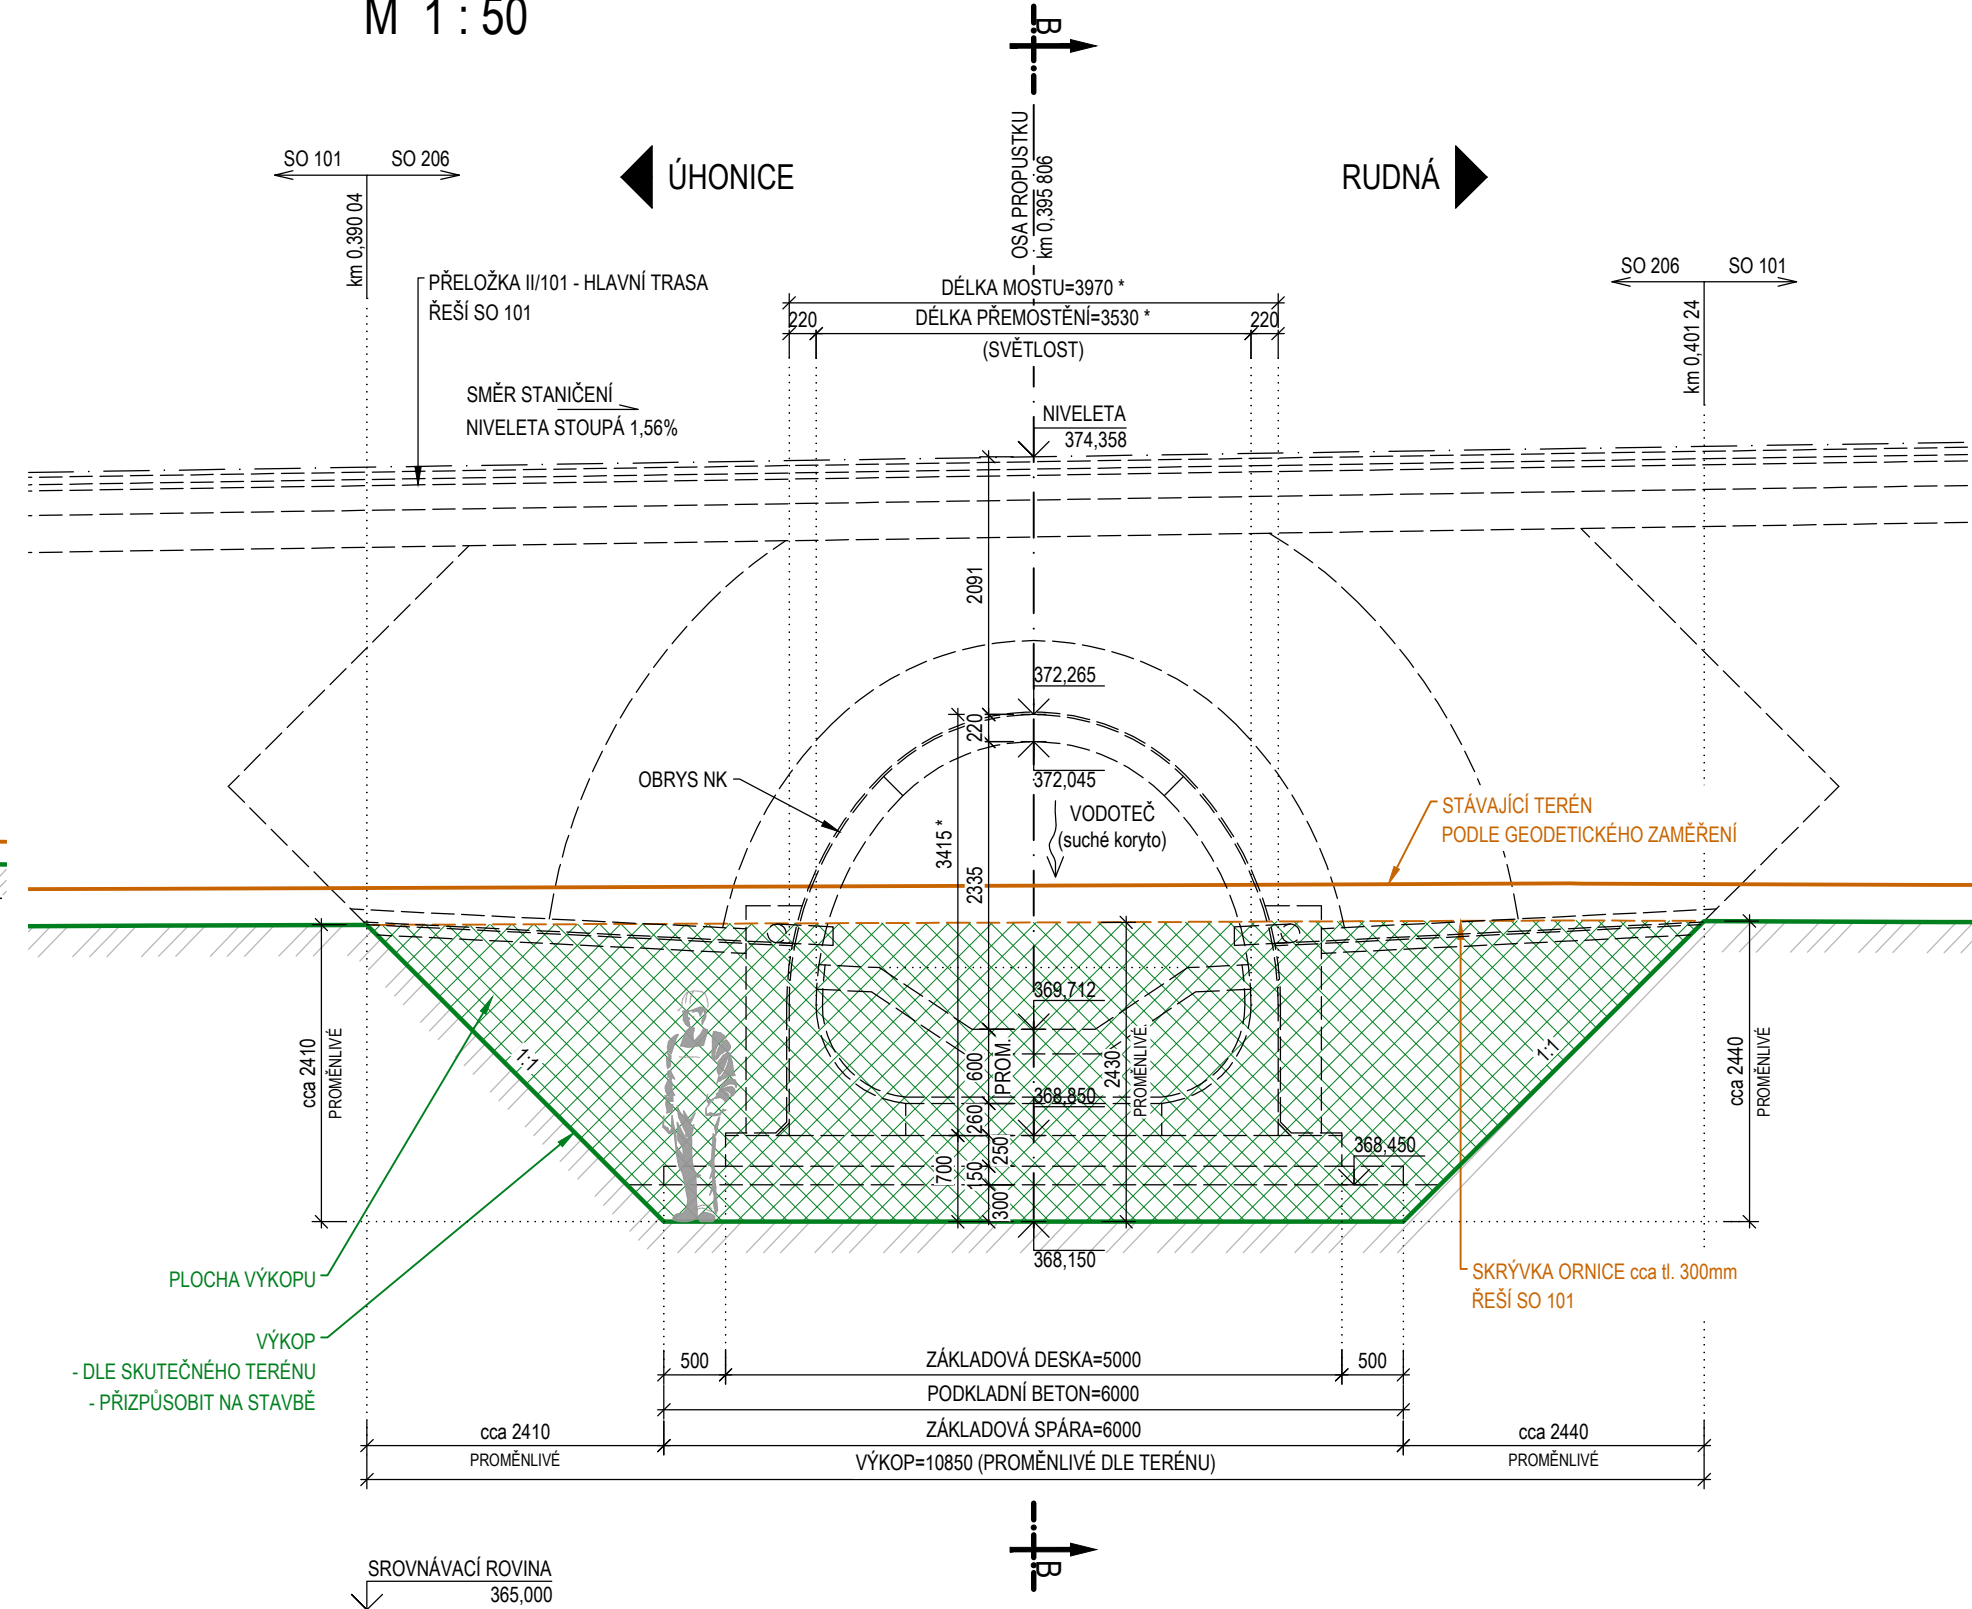 M 1 : 50
B
SO 101
SO 206
ÚHONICE
OSA PROPUSTKU
km 0,395 806
RUDNÁ
km 0,390 04
SO 206
SO 101
km 0,401 24
PŘELOŽKA II/101 - HLAVNÍ TRASA
ŘEŠÍ SO 101
DÉLKA MOSTU=3970 *
220
DÉLKA PŘEMOSTĚNÍ=3530 *
220
(SVĚTLOST)
SMĚR STANIČENÍ
NIVELETA STOUPÁ 1,56%
NIVELETA
374,358
2091
372,265
220
372,045
OBRYS NK
VODOTEČ
(suché koryto)
3415 *
2335
STÁVAJÍCÍ TERÉN
PODLE GEODETICKÉHO ZAMĚŘENÍ
369,712
cca 2410
PROMĚNLIVÉ
1:1
600
PROM.
2430
PROMĚNLIVÉ
1:1
cca 2440
PROMĚNLIVÉ
368,850
260
250
700
150
300
368,450
368,150
PLOCHA VÝKOPU
SKRÝVKA ORNICE cca tl. 300mm
ŘEŠÍ SO 101
VÝKOP
- DLE SKUTEČNÉHO TERÉNU
- PŘIZPŮSOBIT NA STAVBĚ
500
ZÁKLADOVÁ DESKA=5000
500
PODKLADNÍ BETON=6000
cca 2410
PROMĚNLIVÉ
ZÁKLADOVÁ SPÁRA=6000
cca 2440
PROMĚNLIVÉ
VÝKOP=10850 (PROMĚNLIVÉ DLE TERÉNU)
B
SROVNÁVACÍ ROVINA
365,000